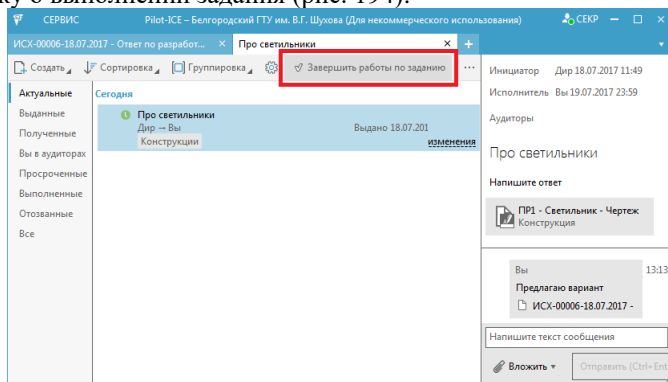 ку о выполнении задания (рис. 194).
СЕРВИС
Pilot-ICE – Белгородский ГТУ им. В.Г. Шухова (Для некоммерческого использования)
СЕКР
ИСХ-00006-18.07.2017 - Ответ по разработ...
Про светильники
Создать
Сортировка
Группировка
Завершить работы по заданию
Актуальные
Выданные
Полученные
Вы в аудиторах
Просроченные
Выполненные
Отозванные
Все
Сегодня
Про светильники
Дир → Вы
Выдано 18.07.201
Конструкции
изменения
Инициатор Дир 18.07.2017 11:49
Исполнитель Вы 19.07.2017 23:59
Аудиторы
Про светильники
Напишите ответ
ПР1 - Светильник - Чертеж
Конструкция
Вы 13:13
Предлагаю вариант
ИСХ-00006-18.07.2017 -
Напишите текст сообщения
Вложить
Отправить (Ctrl+Ent